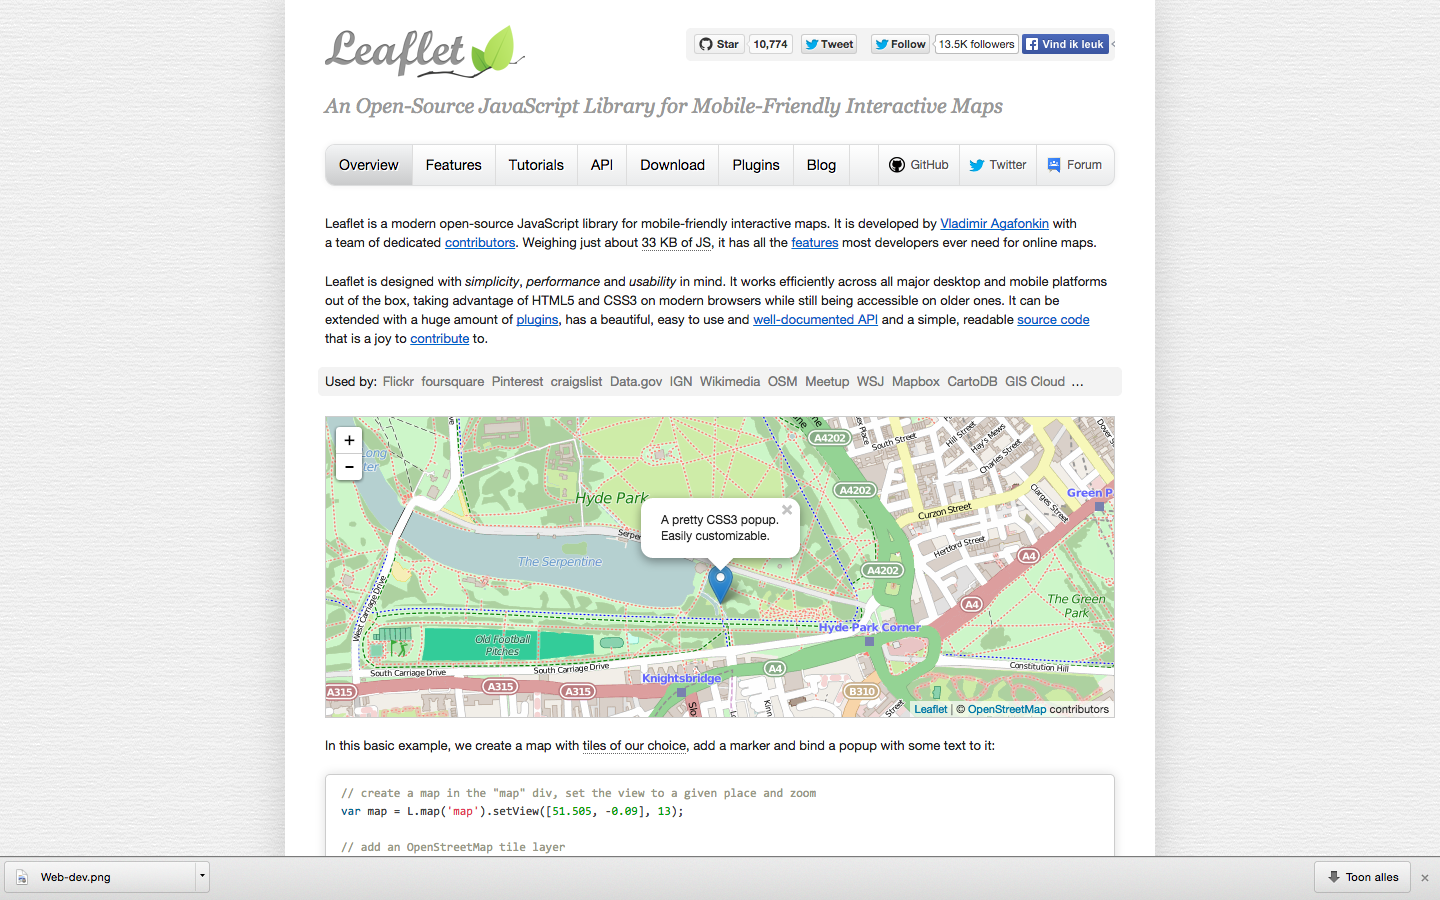 Leaflet
Star 10,774 Tweet Follow 13.5K followers Vind ik leuk
An Open-Source JavaScript Library for Mobile-Friendly Interactive Maps
Overview Features Tutorials API Download Plugins Blog GitHub Twitter Forum
Leaflet is a modern open-source JavaScript library for mobile-friendly interactive maps. It is developed by Vladimir Agafonkin with
a team of dedicated contributors. Weighing just about 33 KB of JS, it has all the features most developers ever need for online maps.
Leaflet is designed with simplicity, performance and usability in mind. It works efficiently across all major desktop and mobile platforms
out of the box, taking advantage of HTML5 and CSS3 on modern browsers while still being accessible on older ones. It can be
extended with a huge amount of plugins, has a beautiful, easy to use and well-documented API and a simple, readable source code
that is a joy to contribute to.
Used by: Flickr foursquare Pinterest craigslist Data.gov IGN Wikimedia OSM Meetup WSJ Mapbox CartoDB GIS Cloud ...
+
-
Long
ter
Hyde Park
A pretty CSS3 popup.
Easily customizable.
×
Serpen
The Serpentine
West Carriage Drive
Old Football
Pitches
South Carriage Drive
South Carriage Drive
A315
A315
A315
Knightsbridge
A4
Hyde Park Corner
B310
Street
A4202
A4202
A4202
South Street
Hill Street
Hay's Mews
Charles Street
Curzon Street
Clarges Street
Hertford Street
Green P
A4
A4
The Green
Park
Constitution Hill
Leaflet | © OpenStreetMap contributors
In this basic example, we create a map with tiles of our choice, add a marker and bind a popup with some text to it:
// create a map in the "map" div, set the view to a given place and zoom
var map = L.map('map').setView([51.505, -0.09], 13);
// add an OpenStreetMap tile layer
Web-dev.png
Toon alles